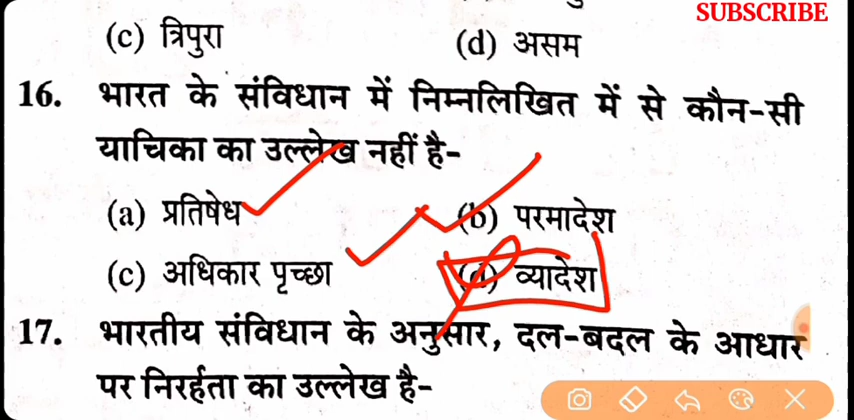 SUBSCRIBE
(c) त्रिपुरा (d) असम
16. भारत के संविधान में निम्नलिखित में से कौन-सी
याचिका का उल्लेख नहीं है-
(a) प्रतिषेध (b) परमादेश
(c) अधिकार पृच्छा (d) व्यादेश
17. भारतीय संविधान के अनुसार, दल-बदल के आधार
पर निरर्हता का उल्लेख है-